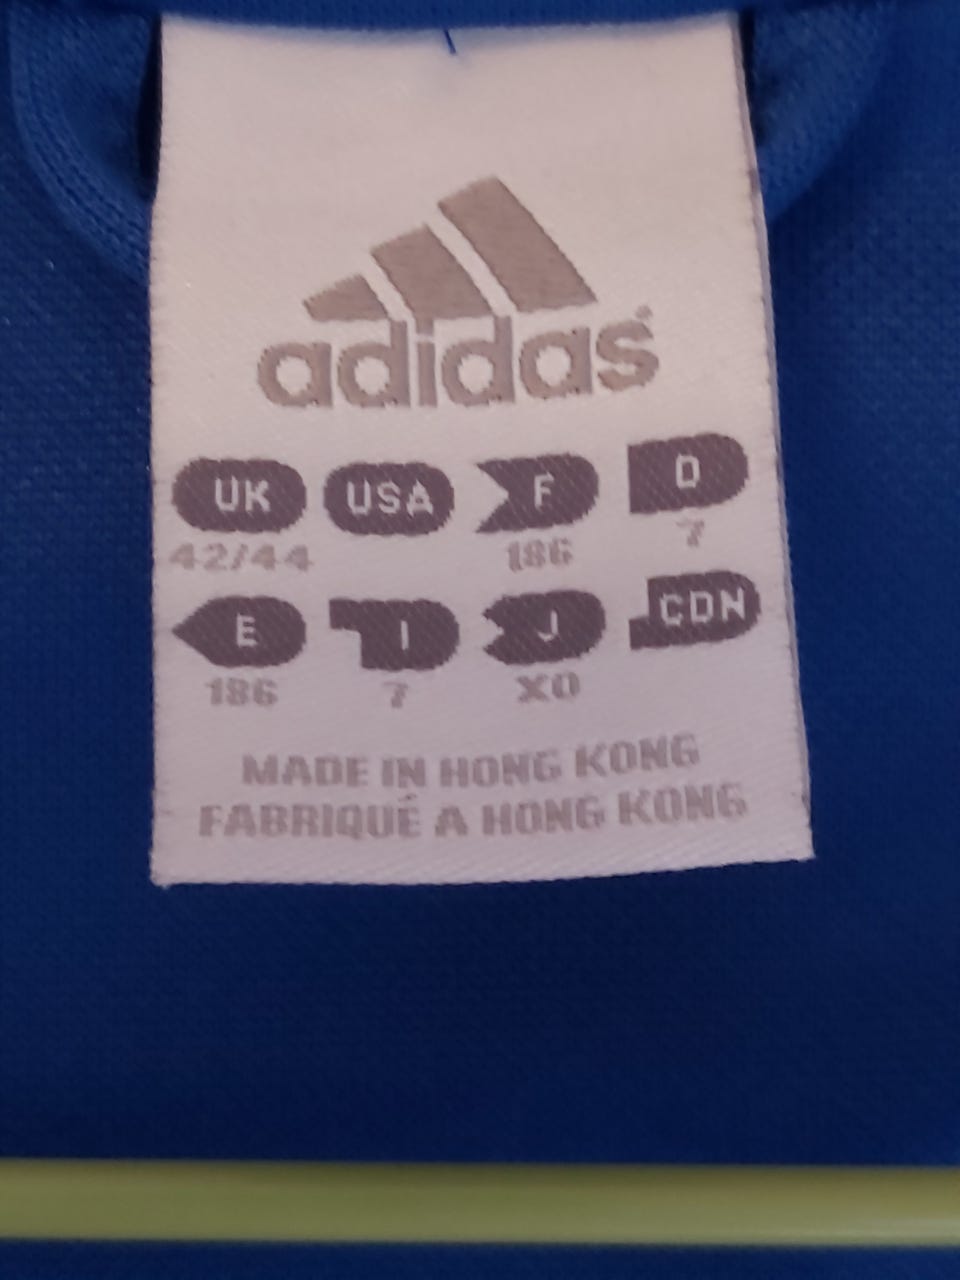 adidas
UK USA F D
42/44 186 7
E I J CDN
186 7 XO
MADE IN HONG KONG
FABRIQUÉ A HONG KONG